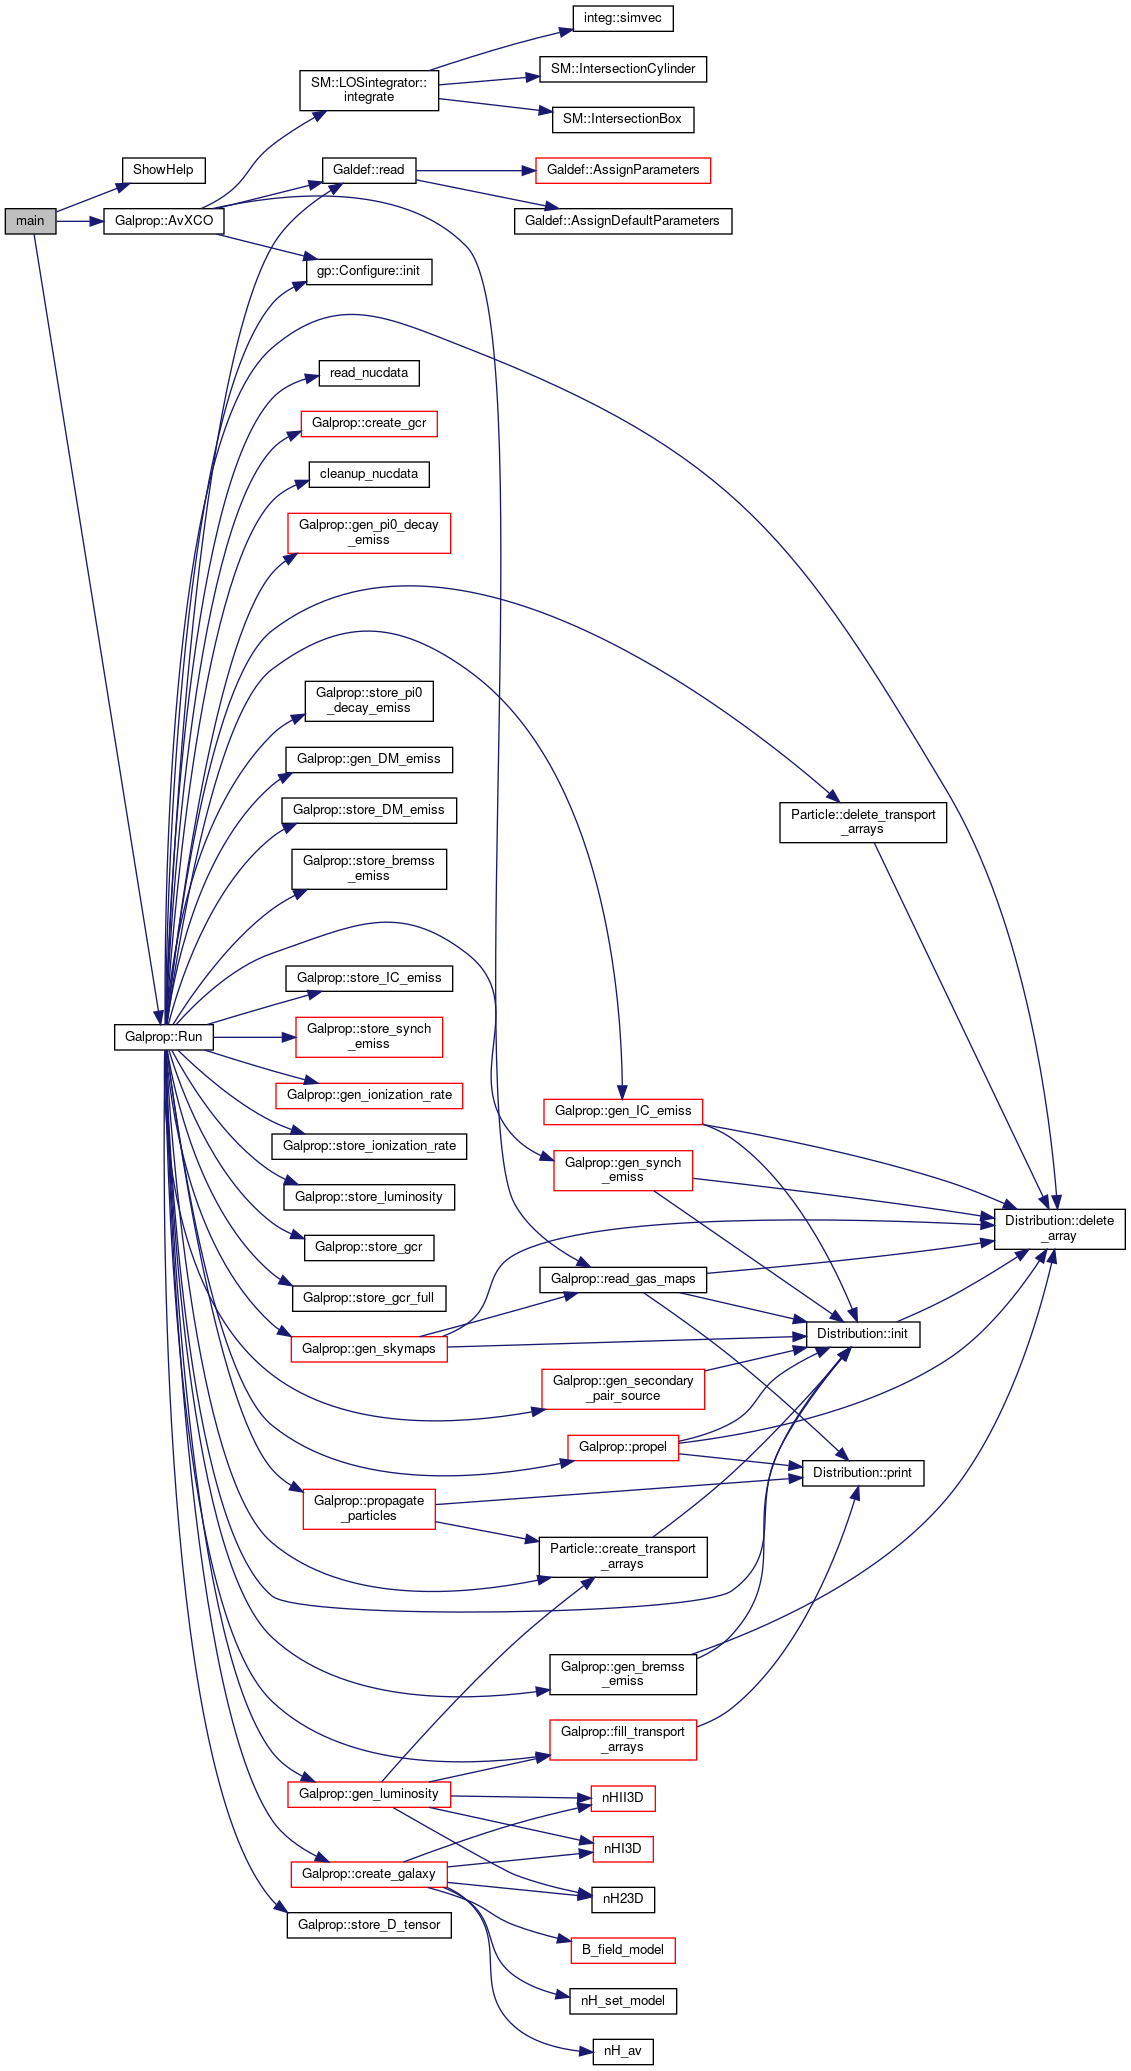 integ::simvec
SM::LOSintegrator::
integrate
SM::IntersectionCylinder
SM::IntersectionBox
ShowHelp
Galdef::read
Galdef::AssignParameters
main
Galprop::AvXCO
Galdef::AssignDefaultParameters
gp::Configure::init
read_nucdata
Galprop::create_gcr
cleanup_nucdata
Galprop::gen_pi0_decay
_emiss
Galprop::store_pi0
_decay_emiss
Galprop::gen_DM_emiss
Galprop::store_DM_emiss
Particle::delete_transport
_arrays
Galprop::store_bremss
_emiss
Galprop::store_IC_emiss
Galprop::Run
Galprop::store_synch
_emiss
Galprop::gen_ionization_rate
Galprop::gen_IC_emiss
Galprop::store_ionization_rate
Galprop::gen_synch
_emiss
Galprop::store_luminosity
Distribution::delete
_array
Galprop::store_gcr
Galprop::read_gas_maps
Galprop::store_gcr_full
Distribution::init
Galprop::gen_skymaps
Galprop::gen_secondary
_pair_source
Galprop::propel
Distribution::print
Galprop::propagate
_particles
Particle::create_transport
_arrays
Galprop::gen_bremss
_emiss
Galprop::fill_transport
_arrays
Galprop::gen_luminosity
nHII3D
nHI3D
Galprop::create_galaxy
nH23D
Galprop::store_D_tensor
B_field_model
nH_set_model
nH_av